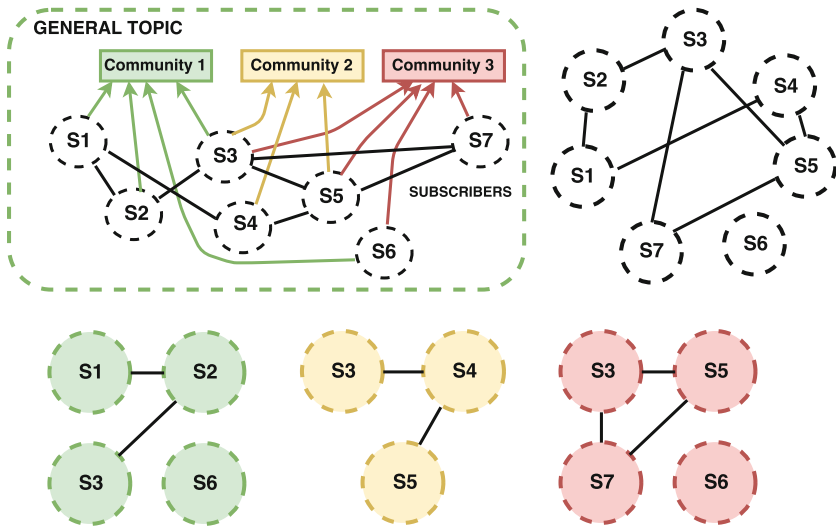 GENERAL TOPIC
Community 1
Community 2
Community 3
S1
S2
S3
S4
S5
S6
S7
SUBSCRIBERS
S3
S2
S4
S1
S5
S7
S6
S1
S2
S3
S6
S3
S4
S5
S3
S5
S7
S6